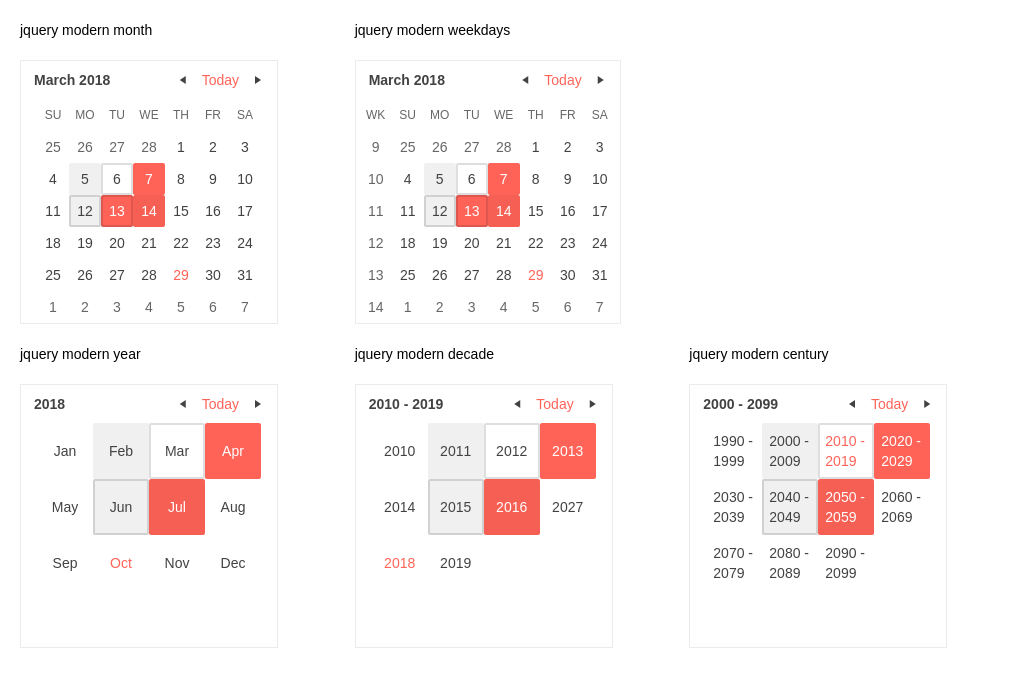 jquery modern month
March 2018 Today
SU MO TU WE TH FR SA
25 26 27 28 1 2 3
4 5 6 7 8 9 10
11 12 13 14 15 16 17
18 19 20 21 22 23 24
25 26 27 28 29 30 31
1 2 3 4 5 6 7
jquery modern weekdays
March 2018 Today
WK SU MO TU WE TH FR SA
9 25 26 27 28 1 2 3
10 4 5 6 7 8 9 10
11 11 12 13 14 15 16 17
12 18 19 20 21 22 23 24
13 25 26 27 28 29 30 31
14 1 2 3 4 5 6 7
jquery modern year
2018 Today
Jan Feb Mar Apr
May Jun Jul Aug
Sep Oct Nov Dec
jquery modern decade
2010 - 2019 Today
2010 2011 2012 2013
2014 2015 2016 2027
2018 2019
jquery modern century
2000 - 2099 Today
1990 - 2000 - 2010 - 2020 -
1999 2009 2019 2029
2030 - 2040 - 2050 - 2060 -
2039 2049 2059 2069
2070 - 2080 - 2090 -
2079 2089 2099